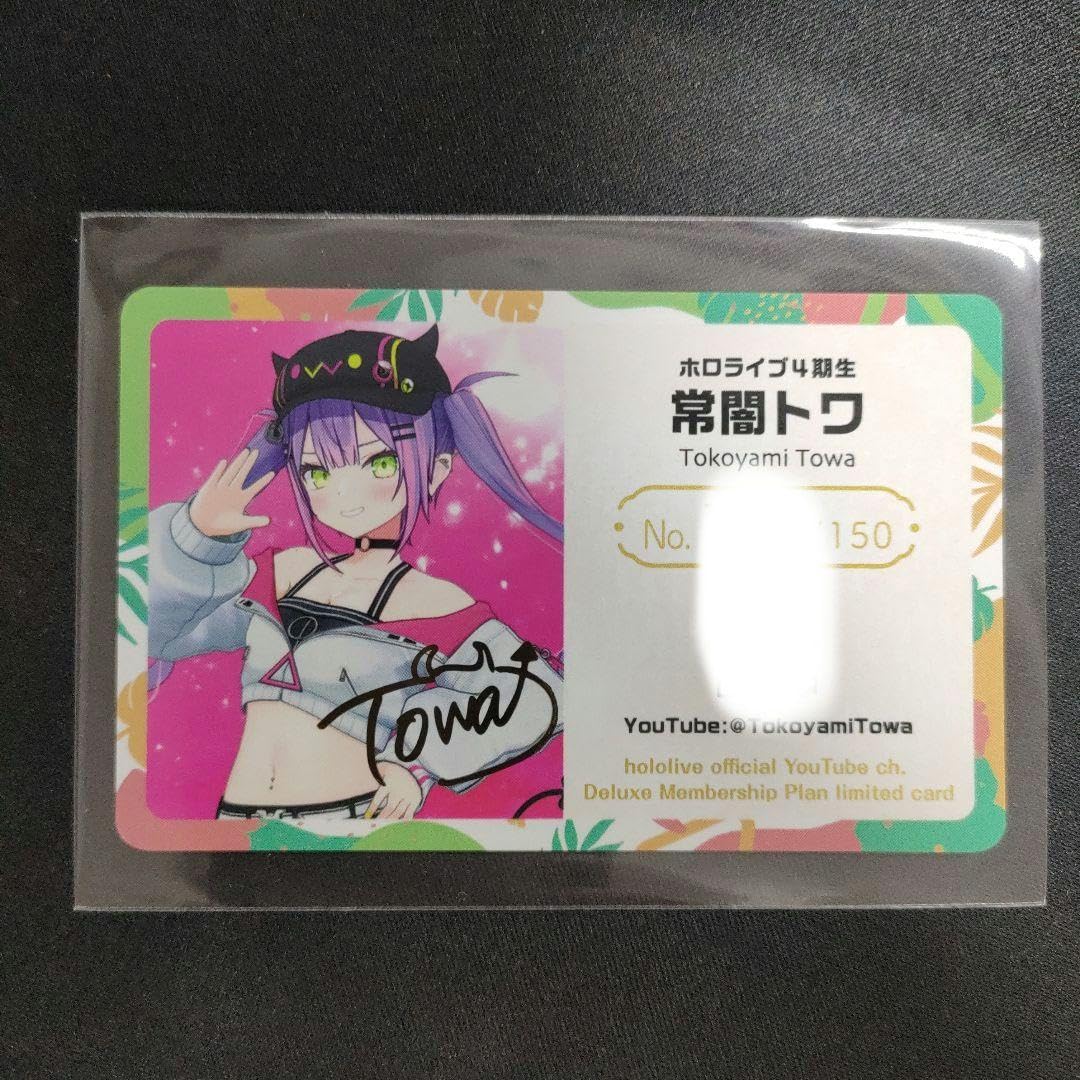 ホロライブ4期生
常闇トワ
Tokoyami Towa
No. 150
Towa
YouTube:@TokoyamiTowa
hololive official YouTube ch.
Deluxe Membership Plan limited card